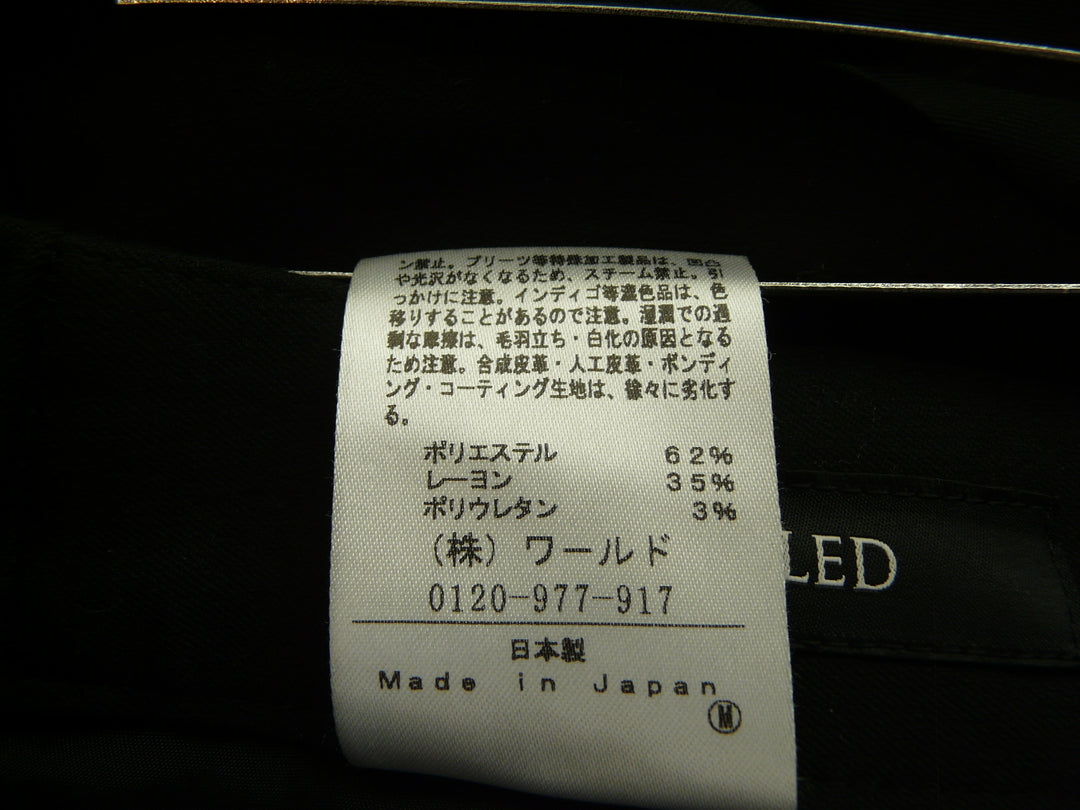 ン禁止。プリーツ等特殊加工製品は、凹凸
や光沢がなくなるため、スチーム禁止。引
っかけに注意。インディゴ等濃色品は、色
移りすることがあるので注意。湿潤での過
剰な摩擦は、毛羽立ち・白化の原因となる
ため注意。合成皮革・人工皮革・ボンディ
ング・コーティング生地は、徐々に劣化す
る。
ポリエステル 62%
レーヨン 35%
ポリウレタン 3%
(株) ワールド
0120-977-917
日本製
Made in Japan
Ⓜ
LED